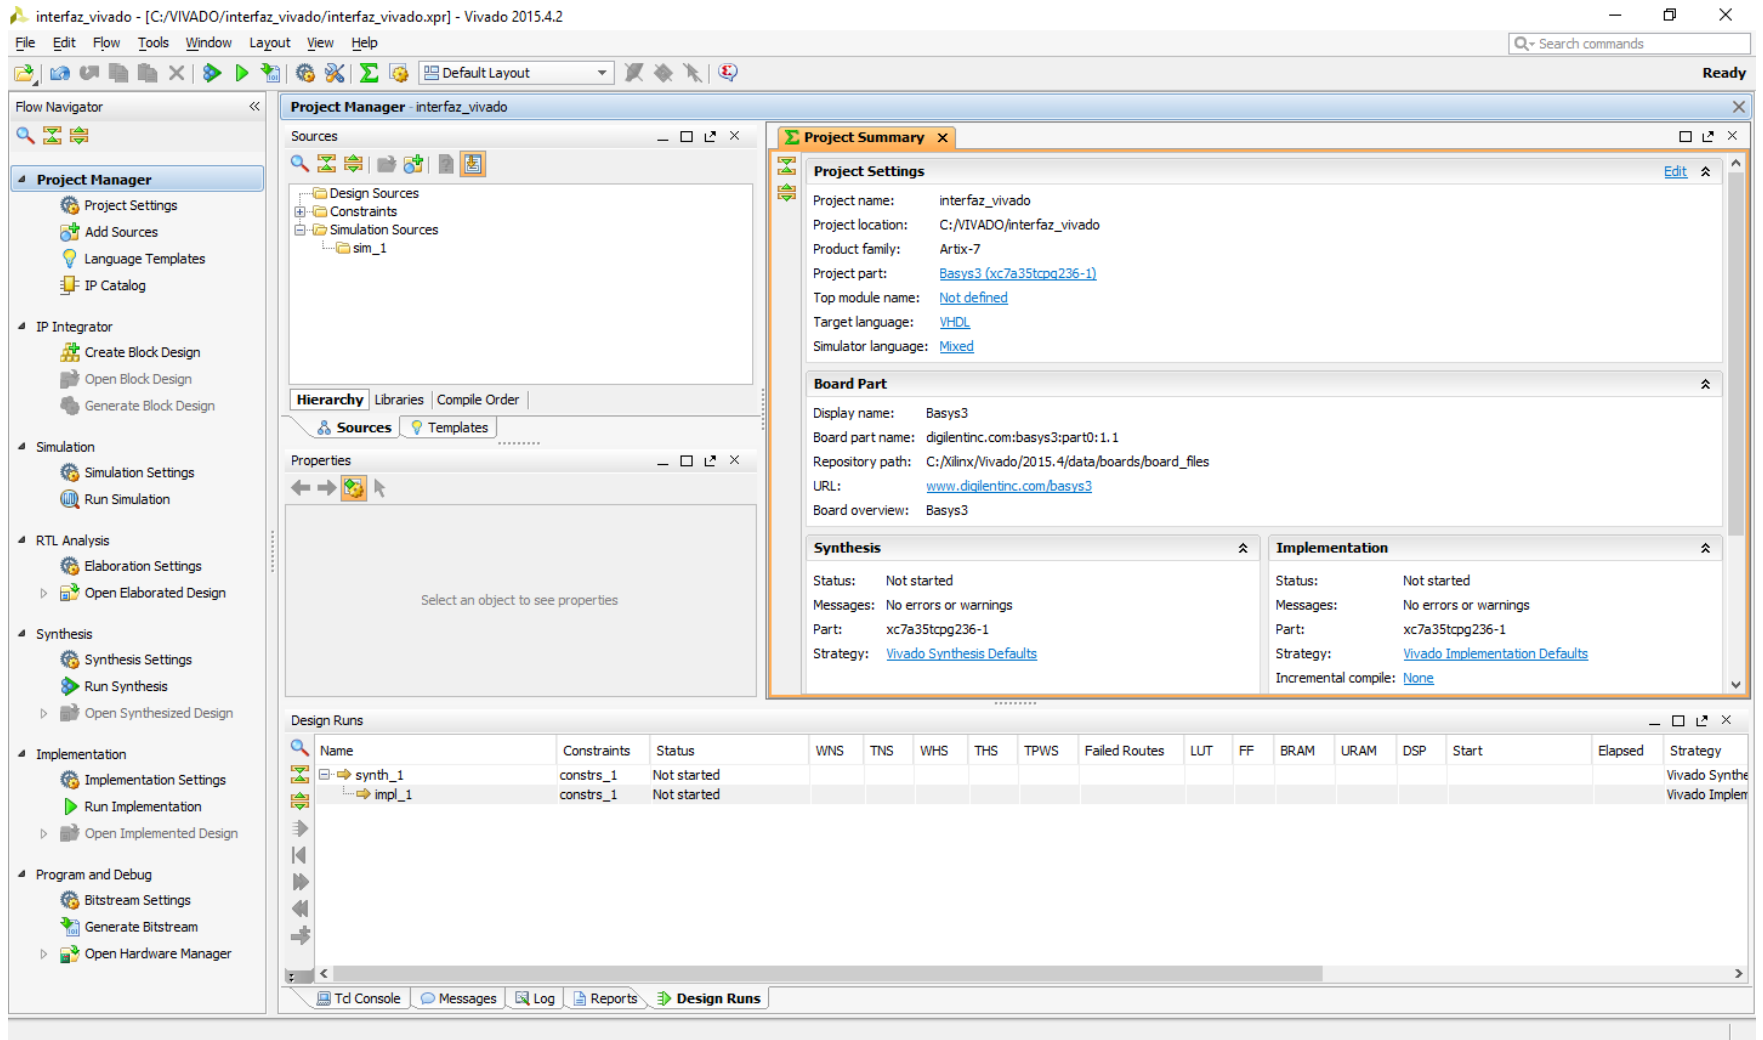 interfaz_vivado - [C:/VIVADO/interfaz_vivado/interfaz_vivado.xpr] - Vivado 2015.4.2
File Edit Flow Tools Window Layout View Help
Search commands
Default Layout
Ready
Flow Navigator
Project Manager
Project Settings
Add Sources
Language Templates
IP Catalog
IP Integrator
Create Block Design
Open Block Design
Generate Block Design
Simulation
Simulation Settings
Run Simulation
RTL Analysis
Elaboration Settings
Open Elaborated Design
Synthesis
Synthesis Settings
Run Synthesis
Open Synthesized Design
Implementation
Implementation Settings
Run Implementation
Open Implemented Design
Program and Debug
Bitstream Settings
Generate Bitstream
Open Hardware Manager
Project Manager - interfaz_vivado
Sources
Design Sources
Constraints
Simulation Sources
sim_1
Hierarchy Libraries Compile Order
Sources Templates
Properties
Select an object to see properties
Project Summary
Project Settings Edit
Project name: interfaz_vivado
Project location: C:/VIVADO/interfaz_vivado
Product family: Artix-7
Project part: Basys3 (xc7a35tcpg236-1)
Top module name: Not defined
Target language: VHDL
Simulator language: Mixed
Board Part
Display name: Basys3
Board part name: digilentinc.com:basys3:part0:1.1
Repository path: C:/Xilinx/Vivado/2015.4/data/boards/board_files
URL: www.digilentinc.com/basys3
Board overview: Basys3
Synthesis
Status: Not started
Messages: No errors or warnings
Part: xc7a35tcpg236-1
Strategy: Vivado Synthesis Defaults
Implementation
Status: Not started
Messages: No errors or warnings
Part: xc7a35tcpg236-1
Strategy: Vivado Implementation Defaults
Incremental compile: None
Design Runs
Name Constraints Status WNS TNS WHS THS TPWS Failed Routes LUT FF BRAM URAM DSP Start Elapsed Strategy
synth_1 constrs_1 Not started Vivado Synthe
impl_1 constrs_1 Not started Vivado Implem
Tcl Console Messages Log Reports Design Runs